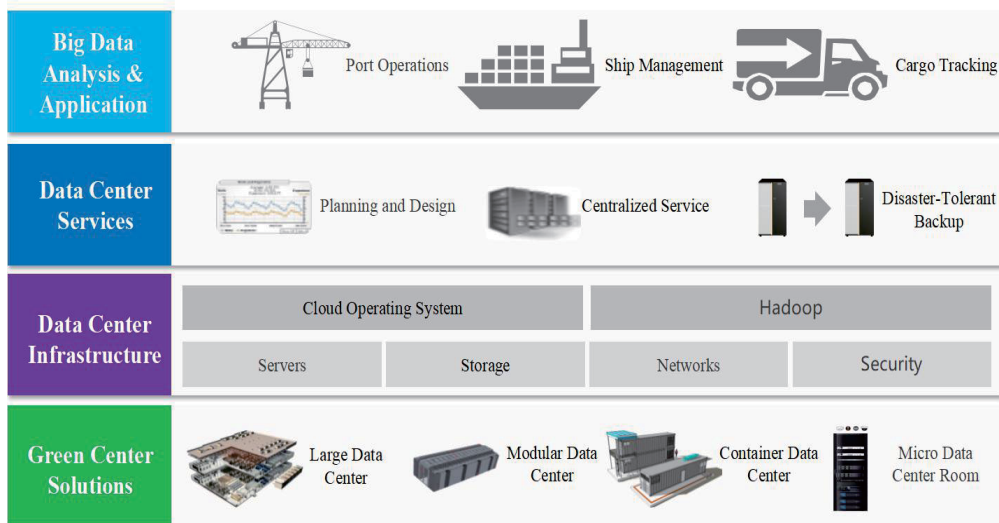 Big Data
Analysis &
Application
Port Operations
Ship Management
Cargo Tracking
Data Center
Services
Planning and Design
Centralized Service
Disaster-Tolerant
Backup
Data Center
Infrastructure
Cloud Operating System
Hadoop
Servers
Storage
Networks
Security
Green Center
Solutions
Large Data
Center
Modular Data
Center
Container Data
Center
Micro Data
Center Room